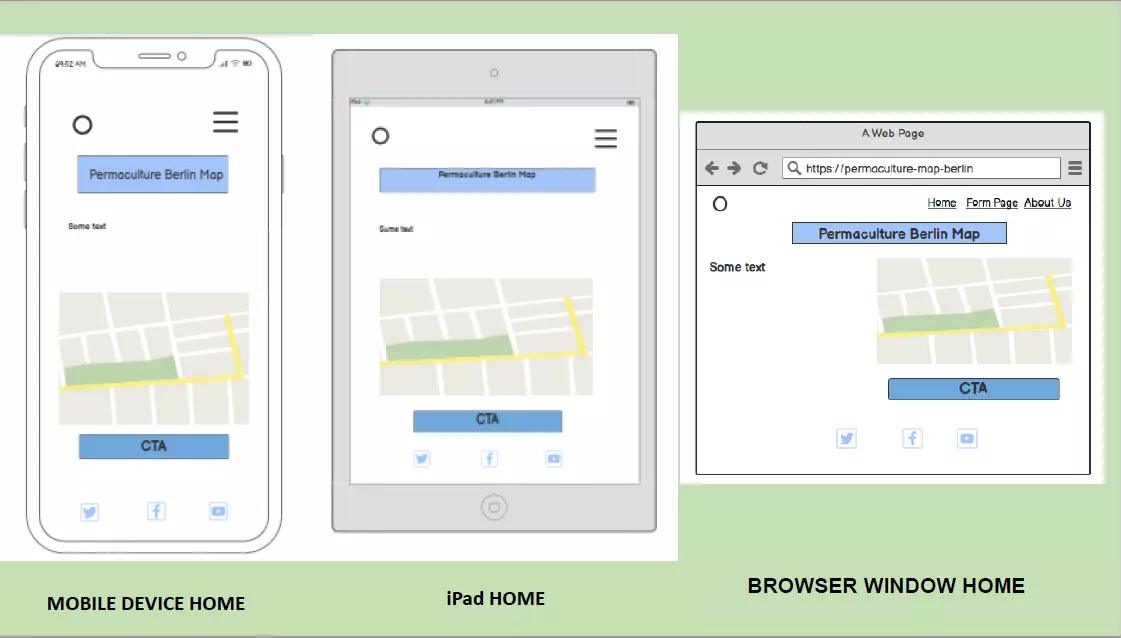 09:52 AM
Permaculture Berlin Map
Some text
CTA
MOBILE DEVICE HOME
iPad
Permaculture Berlin Map
Some text
CTA
iPad HOME
A Web Page
https://permaculture-map-berlin
Home Form Page About Us
Permaculture Berlin Map
Some text
CTA
BROWSER WINDOW HOME